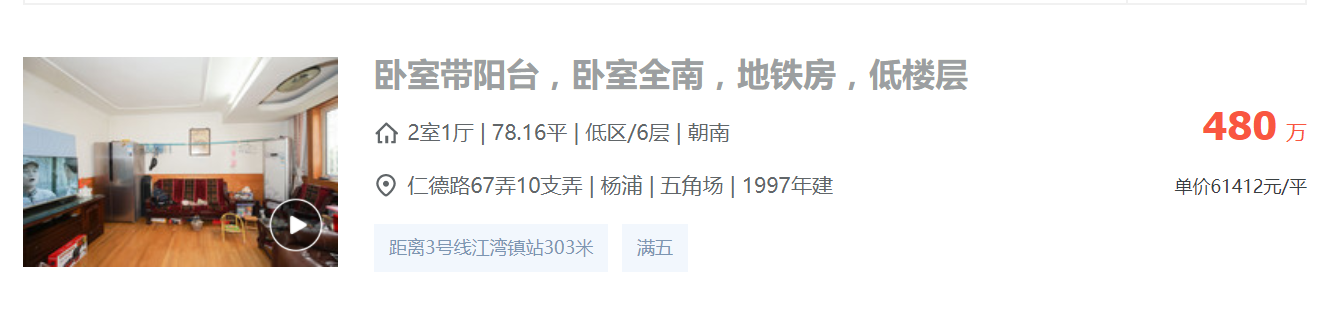 卧室带阳台，卧室全南，地铁房，低楼层
2室1厅 | 78.16平 | 低区/6层 | 朝南
480 万
仁德路67弄10支弄 | 杨浦 | 五角场 | 1997年建
单价61412元/平
距离3号线江湾镇站303米
满五